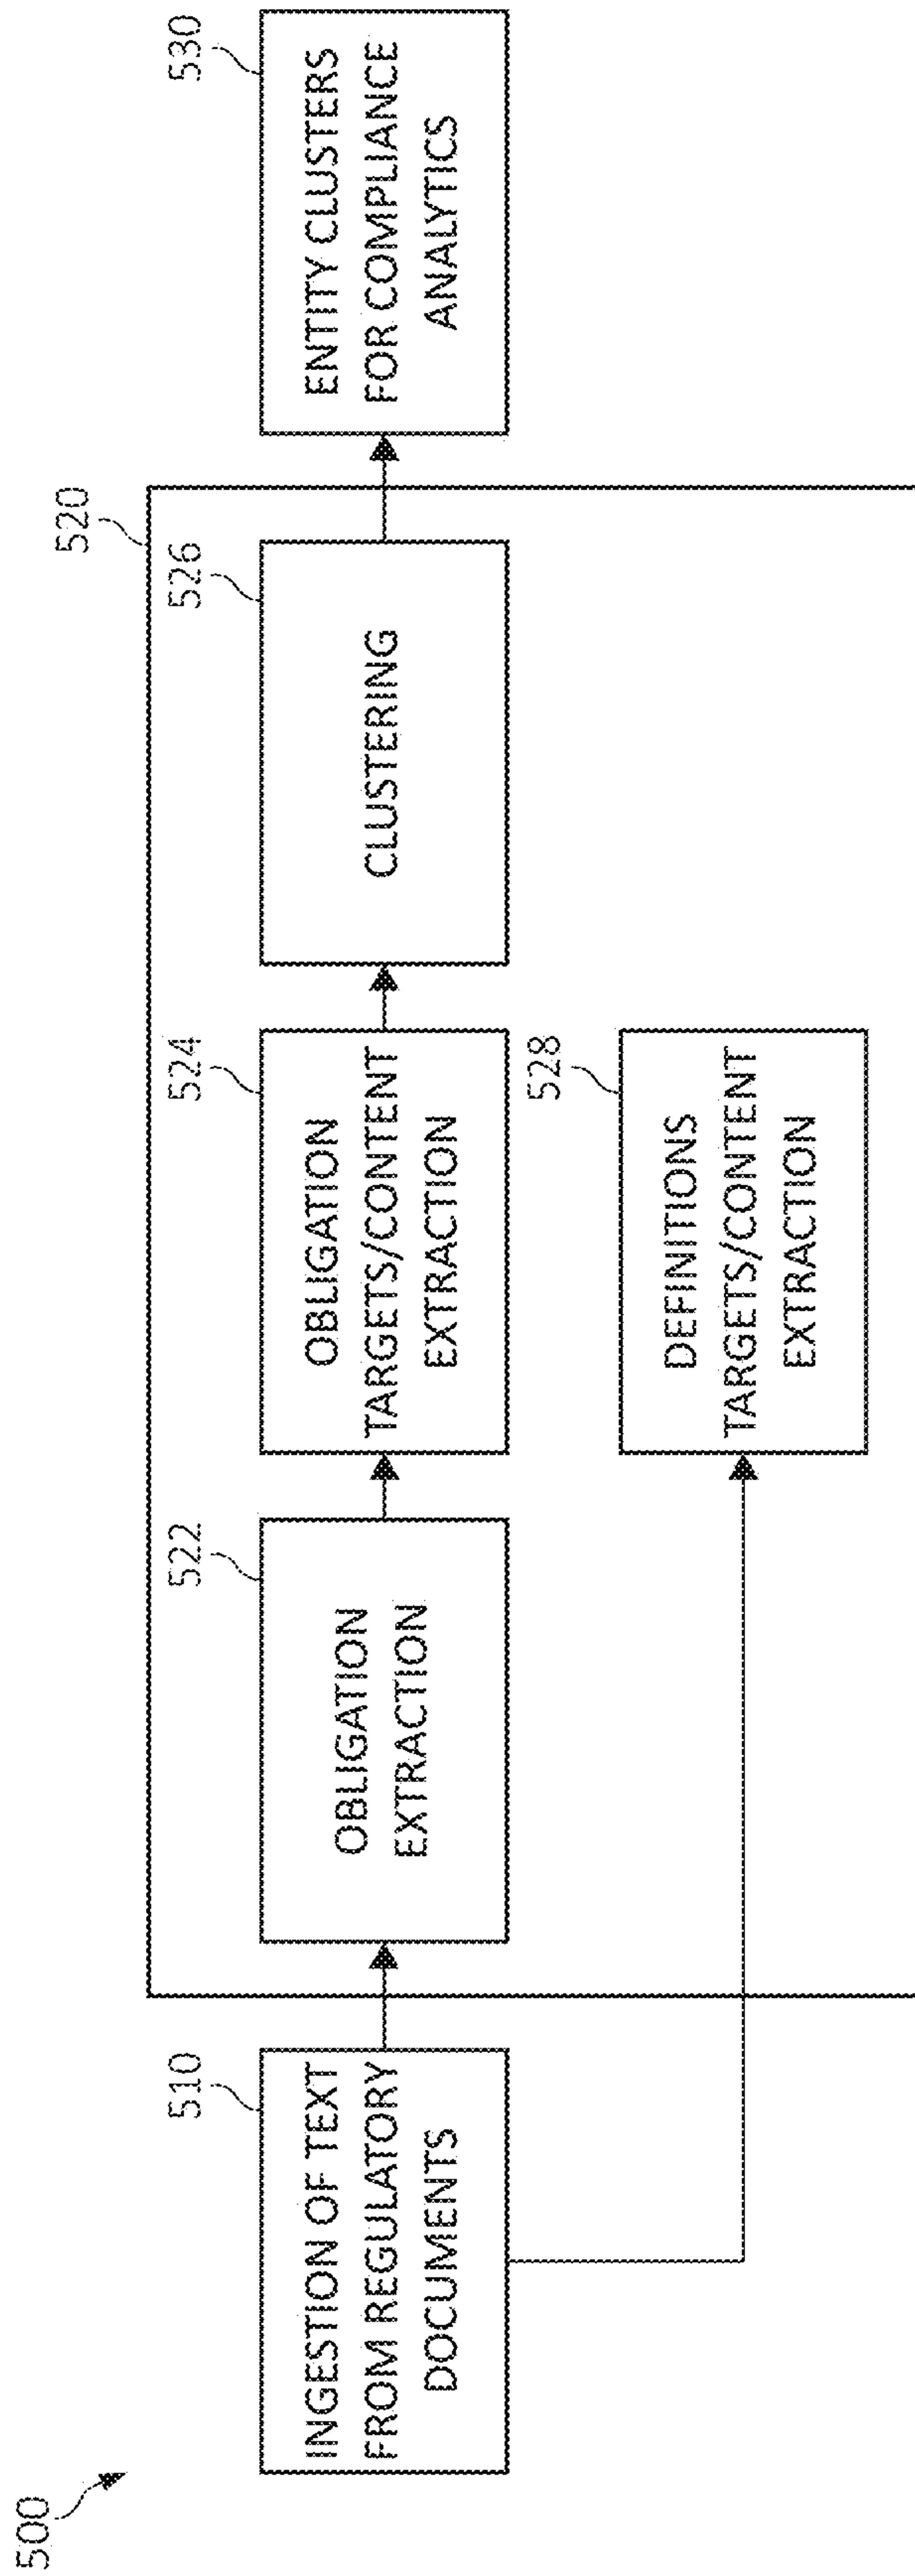 500
510
INGESTION OF TEXT
FROM REGULATORY
DOCUMENTS
520
522
OBLIGATION
EXTRACTION
524
OBLIGATION
TARGETS/CONTENT
EXTRACTION
526
CLUSTERING
528
DEFINITIONS
TARGETS/CONTENT
EXTRACTION
530
ENTITY CLUSTERS
FOR COMPLIANCE
ANALYTICS